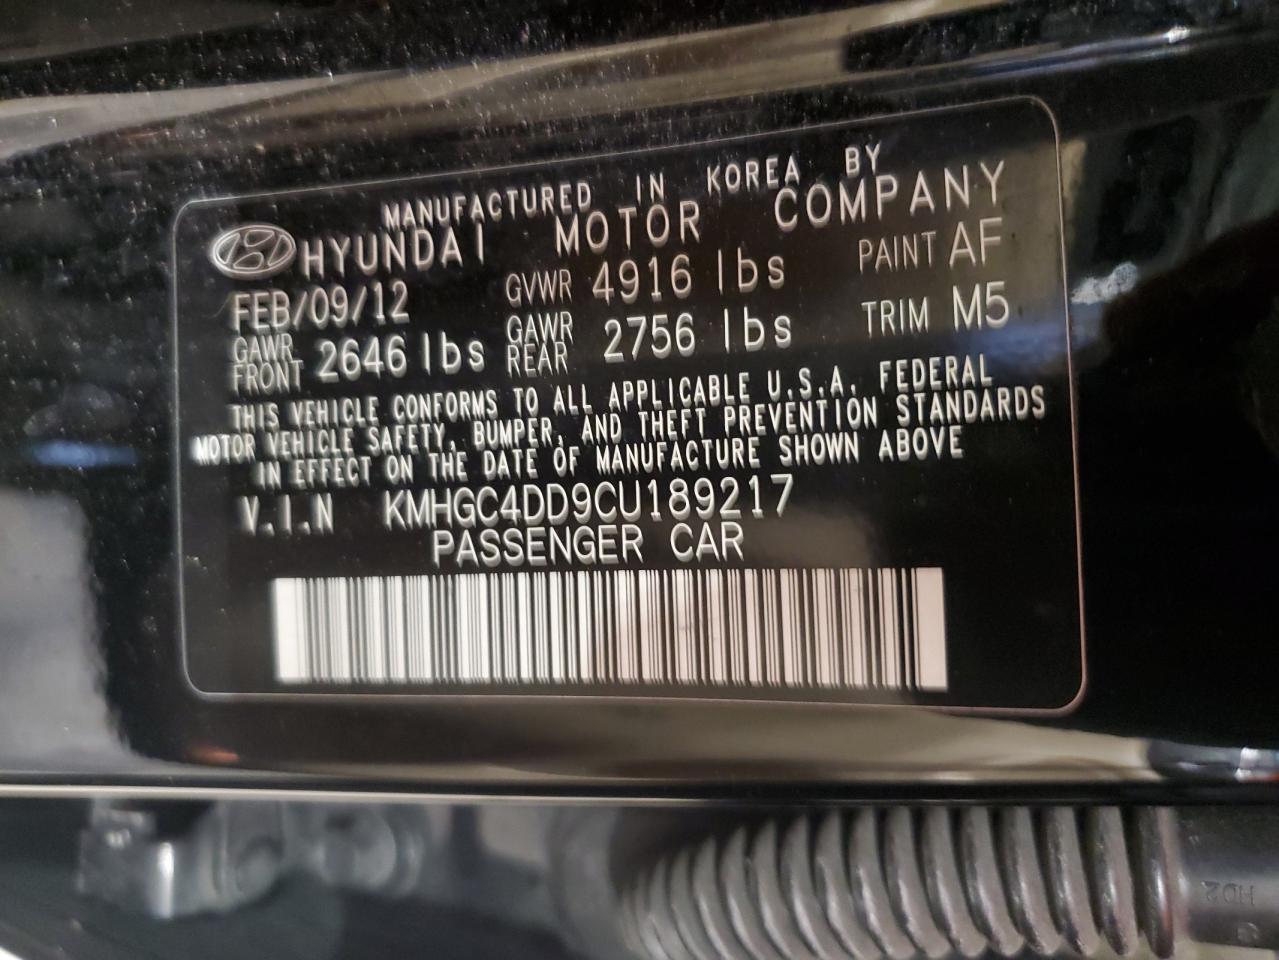 MANUFACTURED IN KOREA BY
HYUNDAI MOTOR COMPANY
FEB/09/12 GVWR 4916 lbs PAINT AF
GAWR FRONT 2646 lbs GAWR REAR 2756 lbs TRIM M5
THIS VEHICLE CONFORMS TO ALL APPLICABLE U.S.A. FEDERAL
MOTOR VEHICLE SAFETY, BUMPER, AND THEFT PREVENTION STANDARDS
IN EFFECT ON THE DATE OF MANUFACTURE SHOWN ABOVE
V.I.N KMHGC4DD9CU189217
PASSENGER CAR
HD2